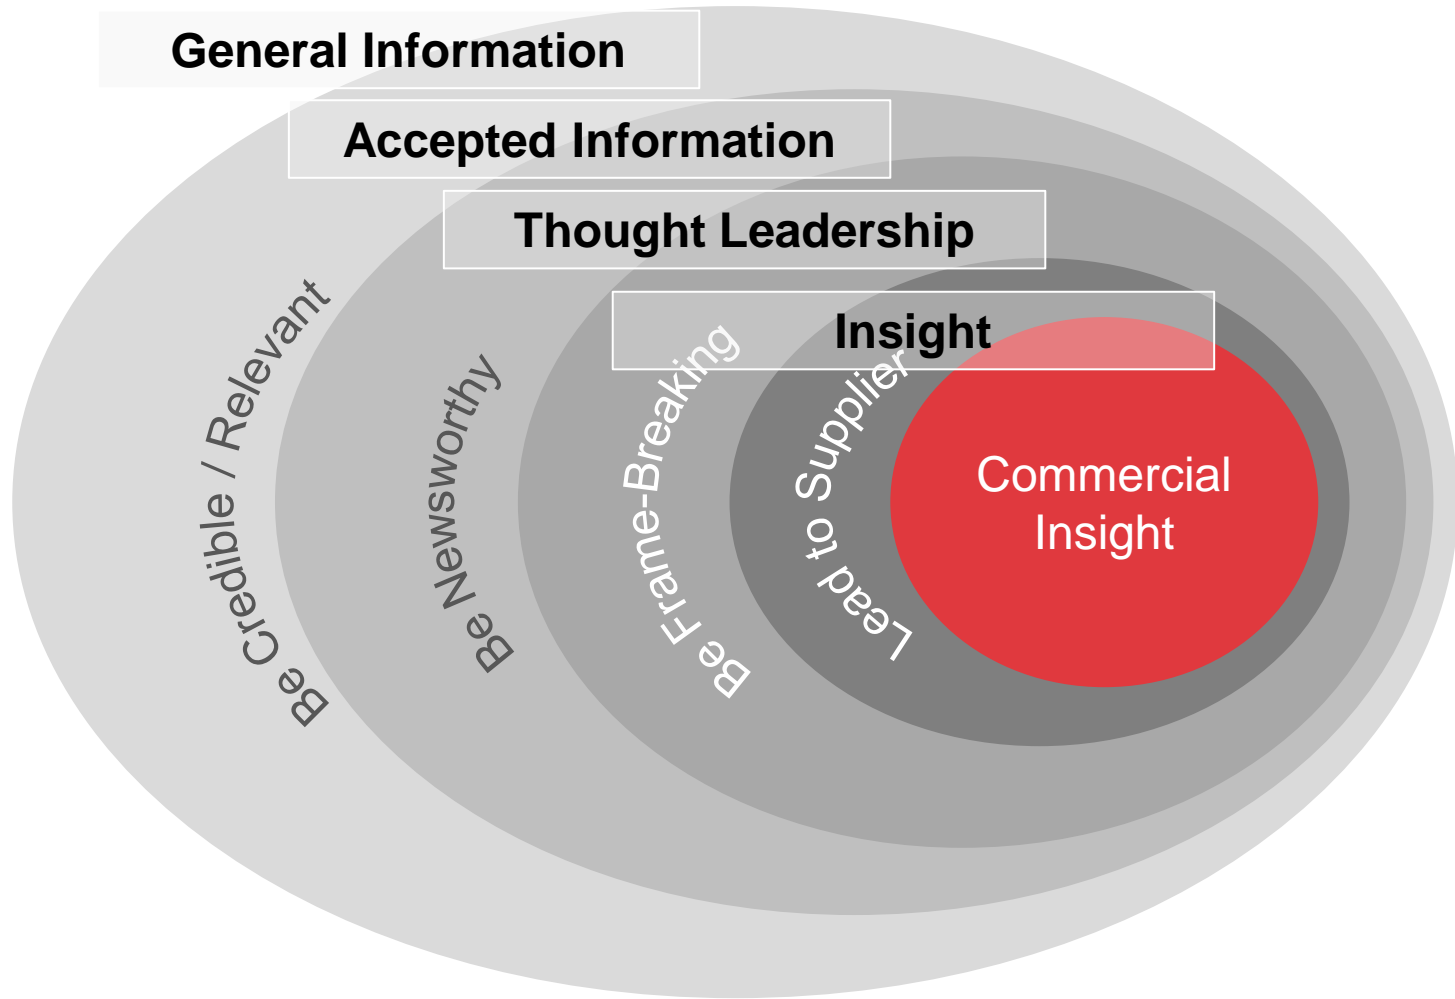 General Information
Accepted Information
Thought Leadership
Insight
Be Credible / Relevant
Be Newsworthy
Be Frame-Breaking
Lead to Supplier
Commercial
Insight